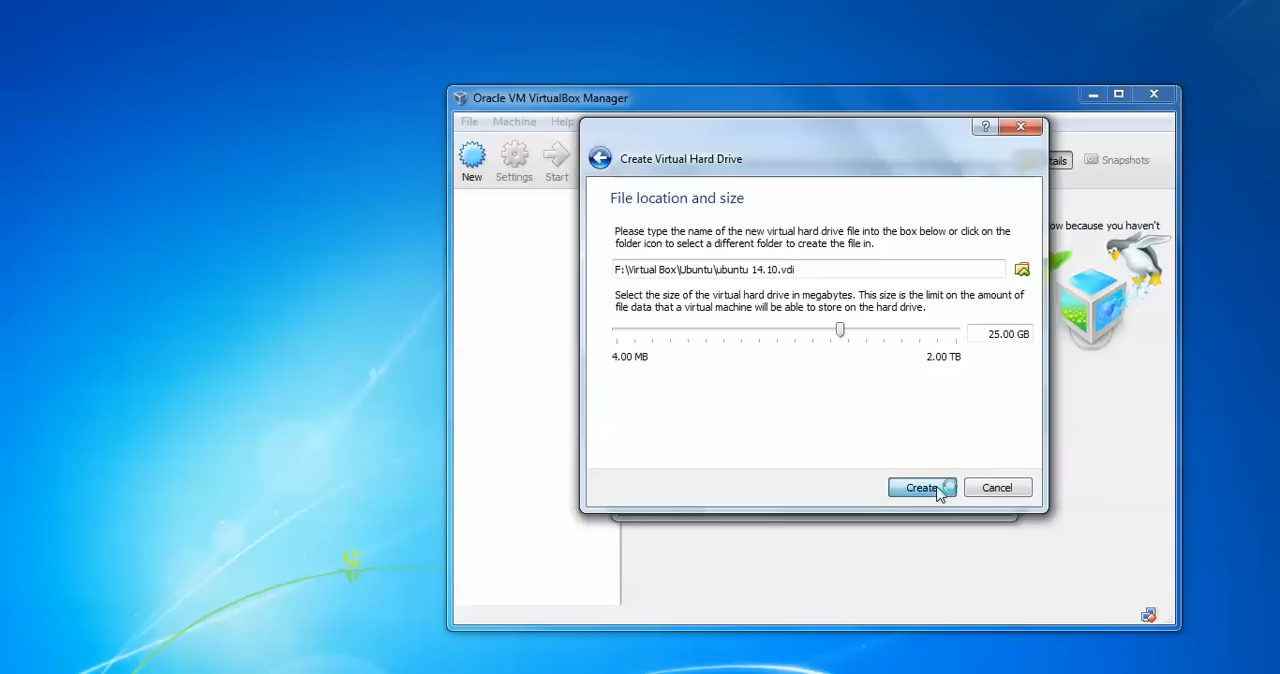 Oracle VM VirtualBox Manager
File Machine Help
New Settings Start
tails Snapshots
Create Virtual Hard Drive
File location and size
Please type the name of the new virtual hard drive file into the box below or click on the
folder icon to select a different folder to create the file in.
F:\Virtual Box\Ubuntu\ubuntu 14.10.vdi
Select the size of the virtual hard drive in megabytes. This size is the limit on the amount of
file data that a virtual machine will be able to store on the hard drive.
25.00 GB
4.00 MB 2.00 TB
Create Cancel
ow because you haven't